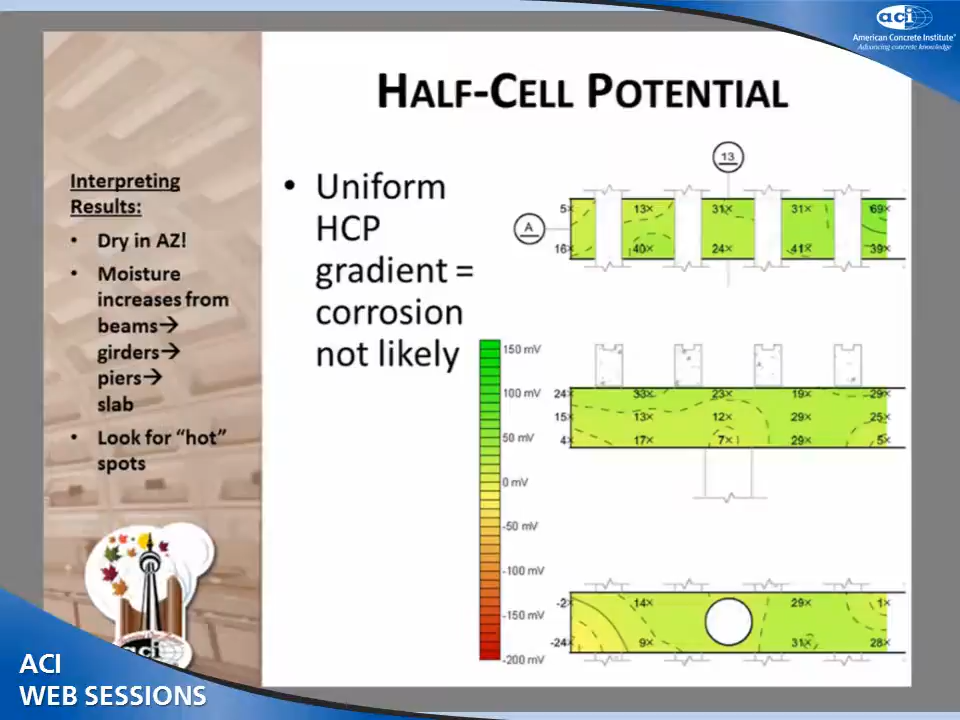 aci
American Concrete Institute®
Advancing concrete knowledge
HALF-CELL POTENTIAL
Interpreting
Results:
• Dry in AZ!
• Moisture
increases from
beams→
girders→
piers→
slab
• Look for “hot”
spots
• Uniform
HCP
gradient =
corrosion
not likely
13
A
5× 13× 31× 31× 69×
16× 40× 24× 41× 39×
150 mV
100 mV
50 mV
0 mV
-50 mV
-100 mV
-150 mV
-200 mV
24× 33× 23× 19× 29×
15× 13× 12× 29× 25×
4× 17× 7× 29× 5×
-2× 14× 29× 1×
-24× 9× 31× 28×
aci
ACI
WEB SESSIONS